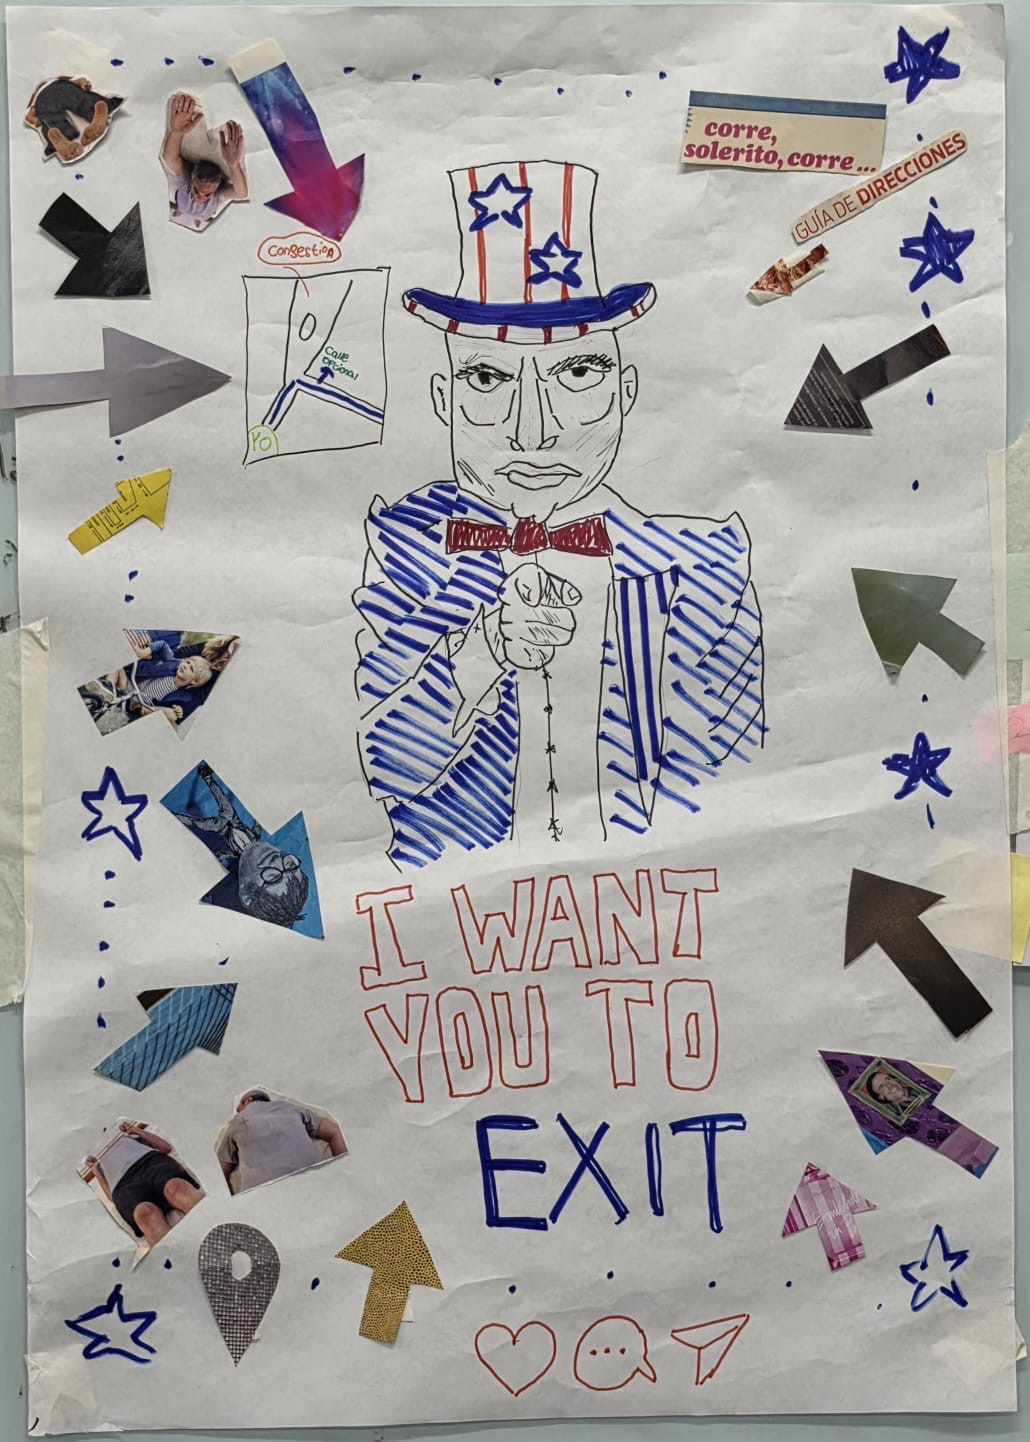 corre,
solerito, corre...
GUÍA DE DIRECCIONES
Congestion
Calle
opcional
YO
I WANT
YOU TO
EXIT